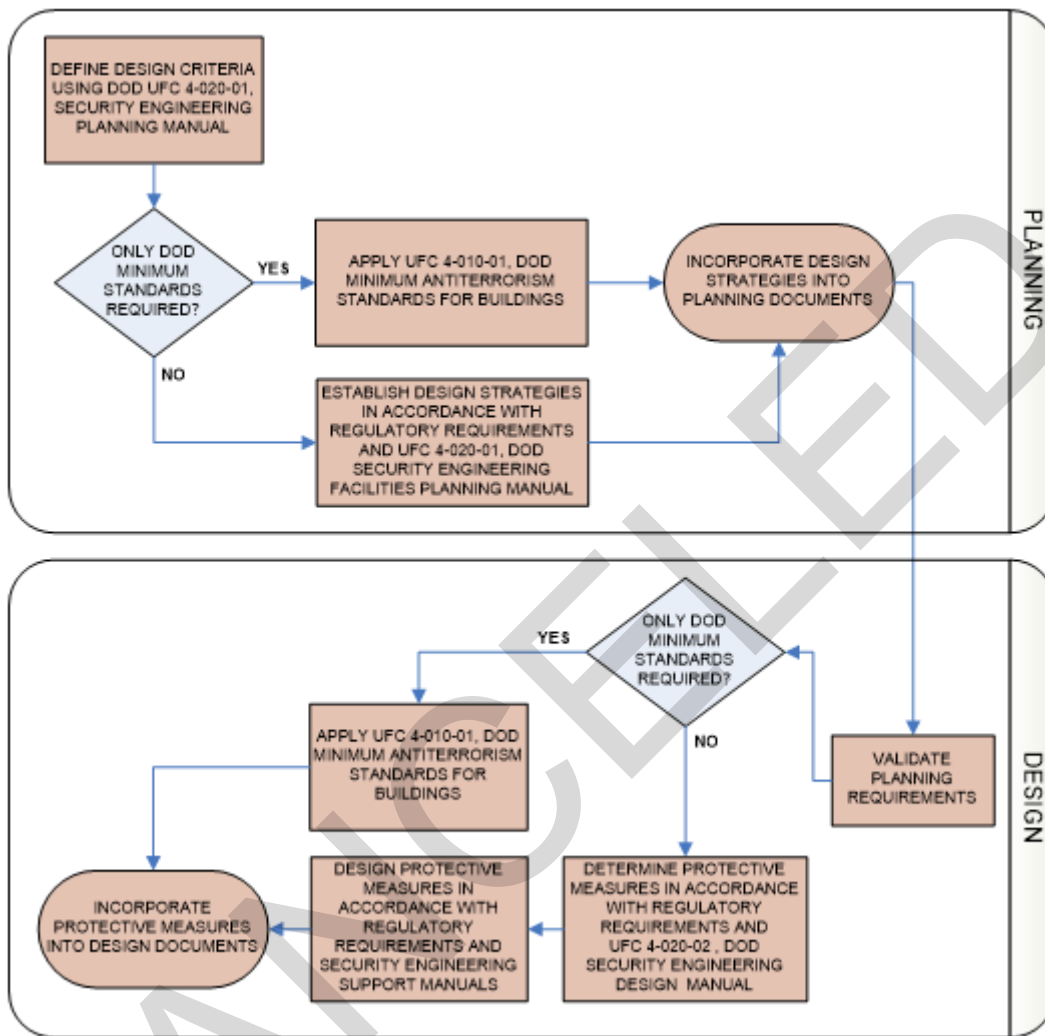 DEFINE DESIGN CRITERIA
USING DOD UFC 4-020-01,
SECURITY ENGINEERING
PLANNING MANUAL
ONLY DOD
MINIMUM
STANDARDS
REQUIRED?
YES
APPLY UFC 4-010-01, DOD
MINIMUM ANTITERRORISM
STANDARDS FOR BUILDINGS
INCORPORATE DESIGN
STRATEGIES INTO
PLANNING DOCUMENTS
NO
ESTABLISH DESIGN STRATEGIES
IN ACCORDANCE WITH
REGULATORY REQUIREMENTS
AND UFC 4-020-01, DOD
SECURITY ENGINEERING
FACILITIES PLANNING MANUAL
PLANNING
ONLY DOD
MINIMUM
STANDARDS
REQUIRED?
YES
NO
APPLY UFC 4-010-01, DOD
MINIMUM ANTITERRORISM
STANDARDS FOR
BUILDINGS
VALIDATE
PLANNING
REQUIREMENTS
INCORPORATE
PROTECTIVE MEASURES
INTO DESIGN DOCUMENTS
DESIGN PROTECTIVE
MEASURES IN
ACCORDANCE WITH
REGULATORY
REQUIREMENTS AND
SECURITY ENGINEERING
SUPPORT MANUALS
DETERMINE PROTECTIVE
MEASURES IN ACCORDANCE
WITH REGULATORY
REQUIREMENTS AND
UFC 4-020-02 , DOD
SECURITY ENGINEERING
DESIGN MANUAL
DESIGN
CANCELED